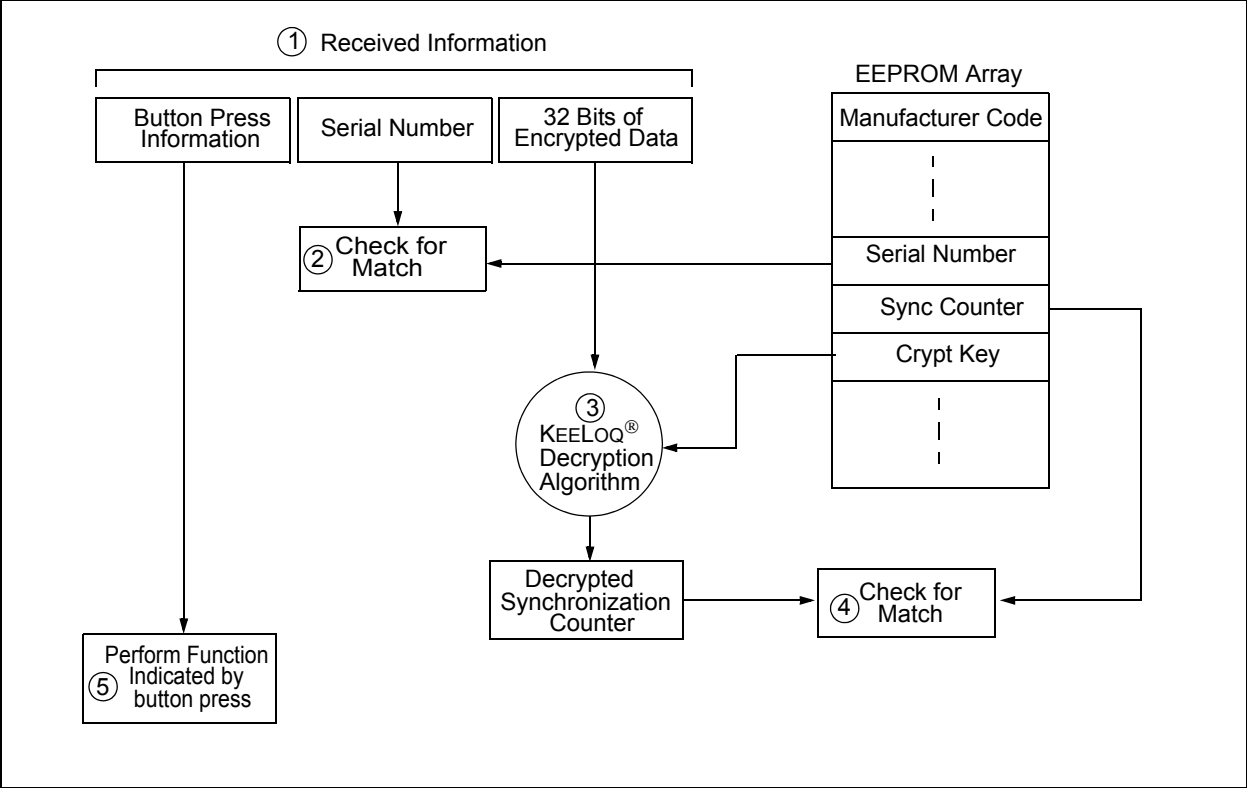 1 Received Information
EEPROM Array
Button Press
Information
Serial Number
32 Bits of
Encrypted Data
Manufacturer Code
2 Check for
Match
Serial Number
Sync Counter
Crypt Key
3
KEELOQ®
Decryption
Algorithm
Decrypted
Synchronization
Counter
4 Check for
Match
Perform Function
5 Indicated by
button press